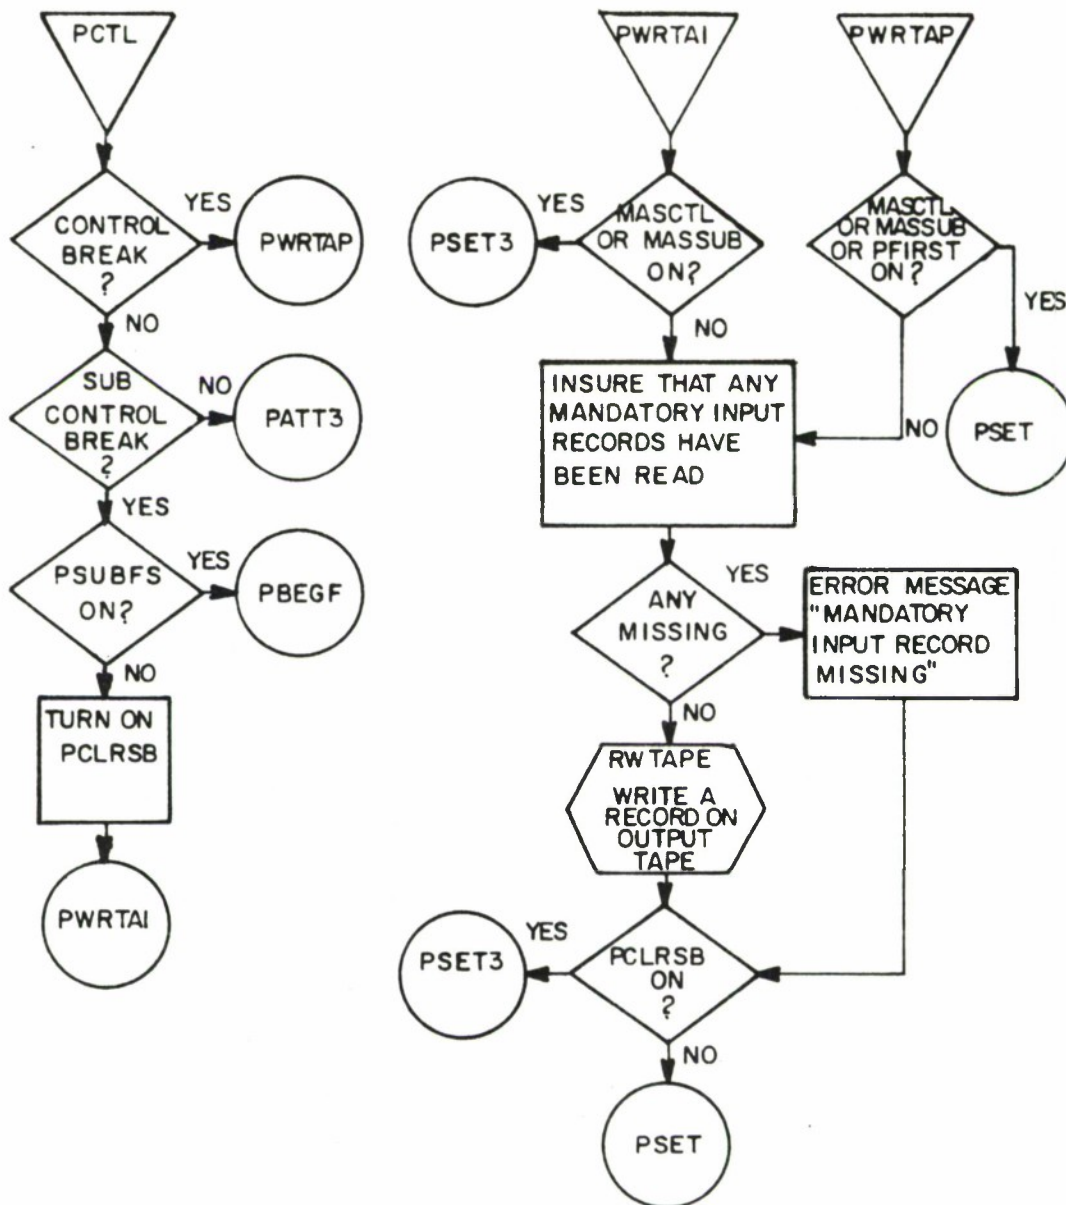 PCTL
CONTROL
BREAK
?
YES
PWRTAP
NO
SUB
CONTROL
BREAK
?
NO
PATT3
YES
PSUBFS
ON?
YES
PBEGF
NO
TURN ON
PCLRSB
PWRTA1
PWRTA1
MASCTL
OR MASSUB
ON?
YES
PSET3
NO
PWRTAP
MASCTL
OR MASSUB
OR PFIRST
ON?
YES
PSET
NO
INSURE THAT ANY
MANDATORY INPUT
RECORDS HAVE
BEEN READ
ANY
MISSING
?
YES
ERROR MESSAGE
"MANDATORY
INPUT RECORD
MISSING"
NO
RWTAPE
WRITE A
RECORD ON
OUTPUT
TAPE
PCLRSB
ON
?
YES
PSET3
NO
PSET